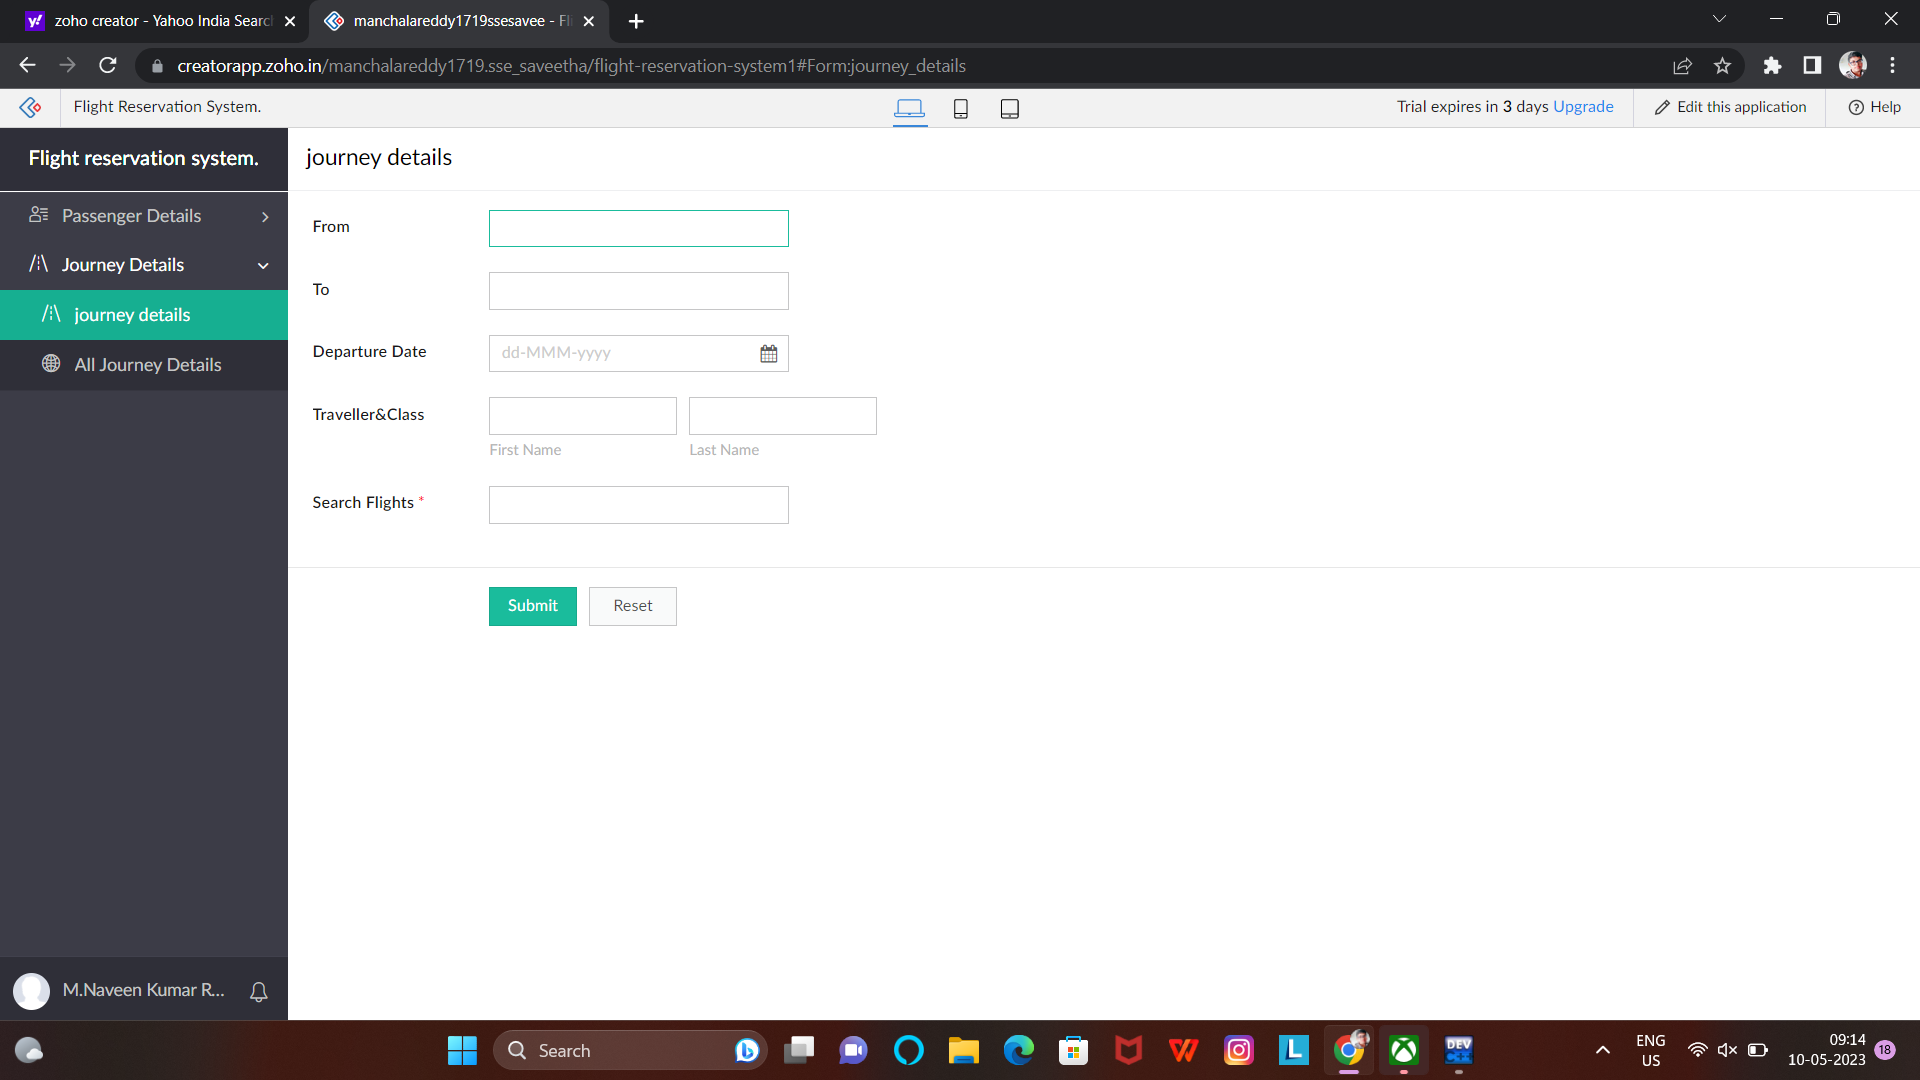 zoho creator - Yahoo India Searc
manchalareddy1719ssesavee - Fli
creatorapp.zoho.in/manchalareddy1719.sse_saveetha/flight-reservation-system1#Form:journey_details
Flight Reservation System.
Trial expires in 3 days Upgrade
Edit this application
Help
Flight reservation system.
journey details
Passenger Details
Journey Details
journey details
All Journey Details
From
To
Departure Date
dd-MMM-yyyy
Traveller&Class
First Name
Last Name
Search Flights *
Submit
Reset
M.Naveen Kumar R...
Search
DEV
C++
ENG
US
09:14
10-05-2023
18